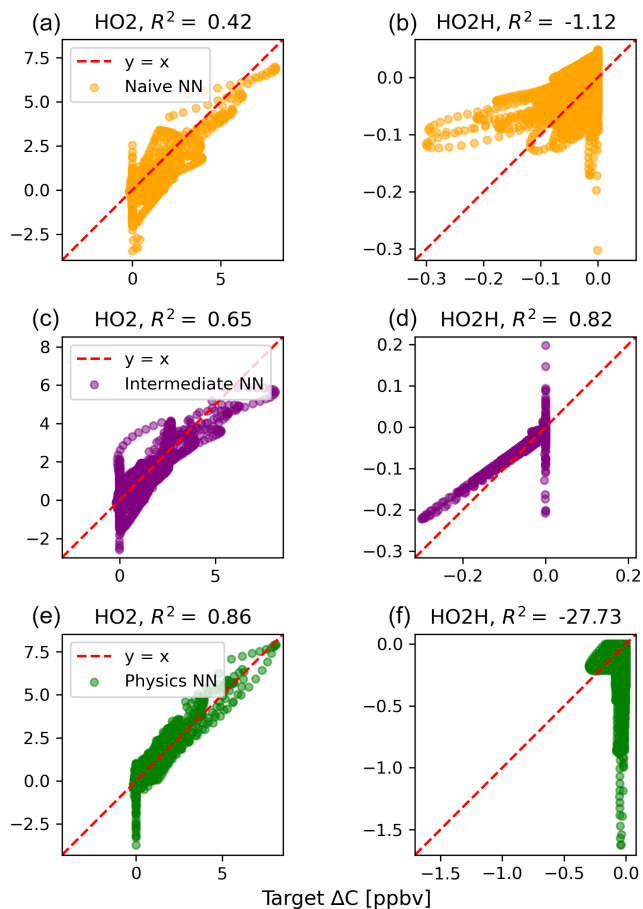 (a) HO2, R² = 0.42
7.5
5.0
2.5
0.0
−2.5
0 5
y = x
Naive NN
(b) HO2H, R² = -1.12
0.0
−0.1
−0.2
−0.3
−0.3 −0.2 −0.1 0.0
(c) HO2, R² = 0.65
8
6
4
2
0
−2
0 5
y = x
Intermediate NN
(d) HO2H, R² = 0.82
0.2
0.1
0.0
−0.1
−0.2
−0.3
−0.2 0.0 0.2
(e) HO2, R² = 0.86
7.5
5.0
2.5
0.0
−2.5
0 5
y = x
Physics NN
(f) HO2H, R² = -27.73
0.0
−0.5
−1.0
−1.5
−1.5 −1.0 −0.5 0.0
Target ΔC [ppbv]